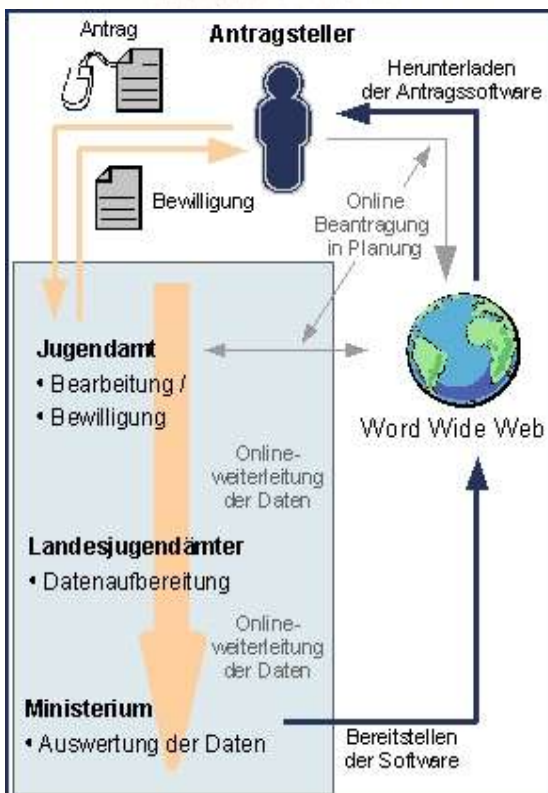 Antrag
Antragsteller
Herunterladen
der Antragssoftware
Bewilligung
Online
Beantragung
in Planung
Jugendamt
• Bearbeitung /
• Bewilligung
Word Wide Web
Online-
weiterleitung
der Daten
Landesjugendämter
• Datenaufbereitung
Online-
weiterleitung
der Daten
Ministerium
• Auswertung der Daten
Bereitstellen
der Software